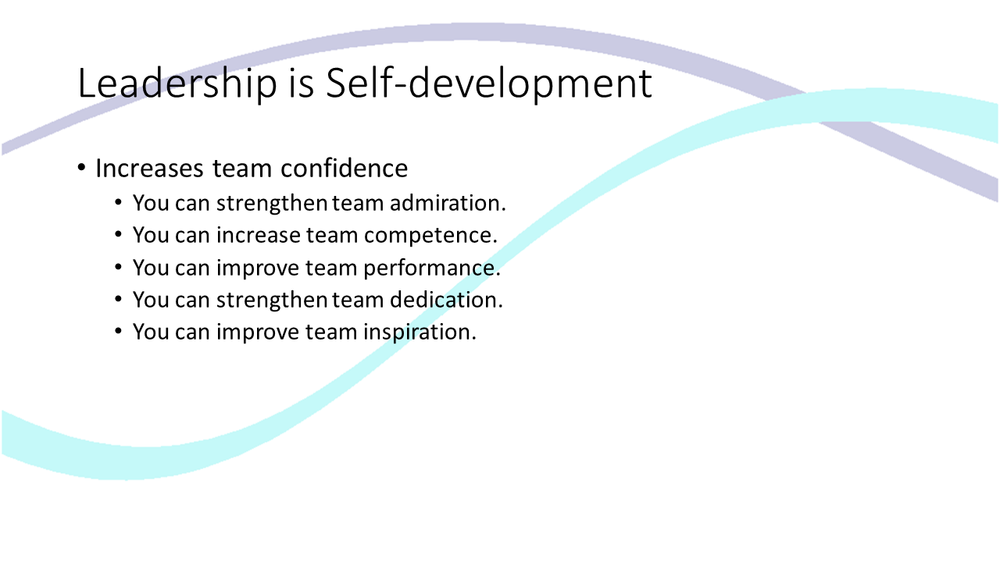 Leadership is Self-development
• Increases team confidence
• You can strengthen team admiration.
• You can increase team competence.
• You can improve team performance.
• You can strengthen team dedication.
• You can improve team inspiration.